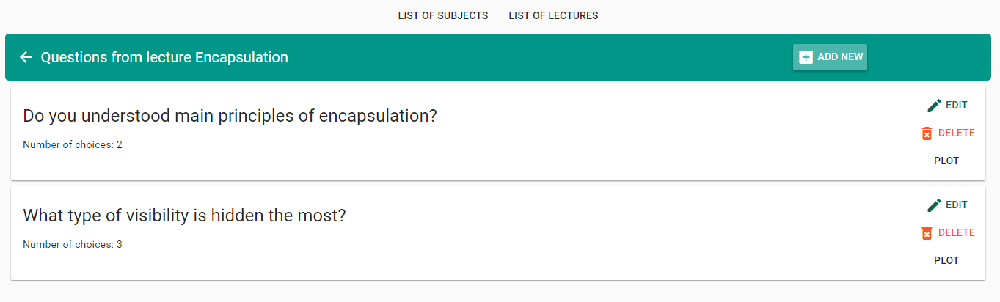 LIST OF SUBJECTS LIST OF LECTURES
Questions from lecture Encapsulation ADD NEW
Do you understood main principles of encapsulation?
Number of choices: 2
EDIT
DELETE
PLOT
What type of visibility is hidden the most?
Number of choices: 3
EDIT
DELETE
PLOT